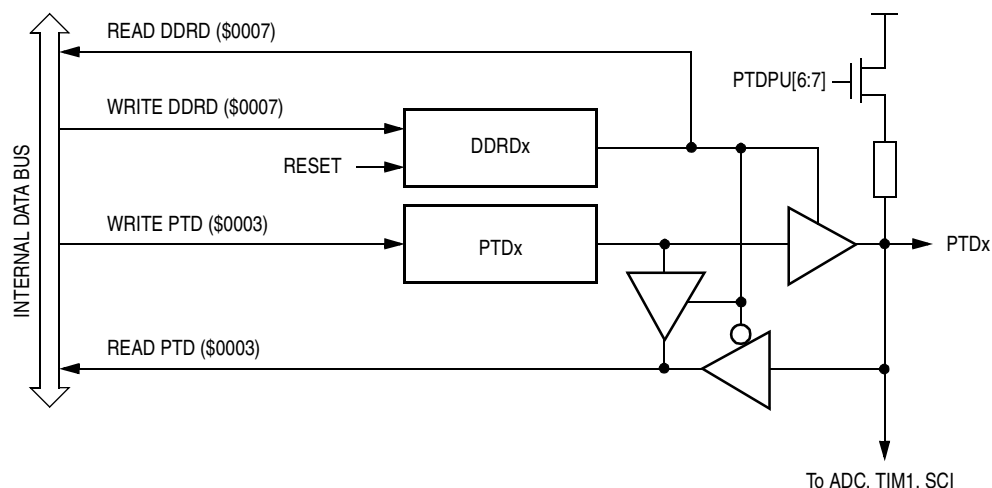 READ DDRD ($0007)
PTDPU[6:7]
WRITE DDRD ($0007)
DDRDx
RESET
WRITE PTD ($0003)
PTDx
PTDx
INTERNAL DATA BUS
READ PTD ($0003)
To ADC, TIM1, SCI